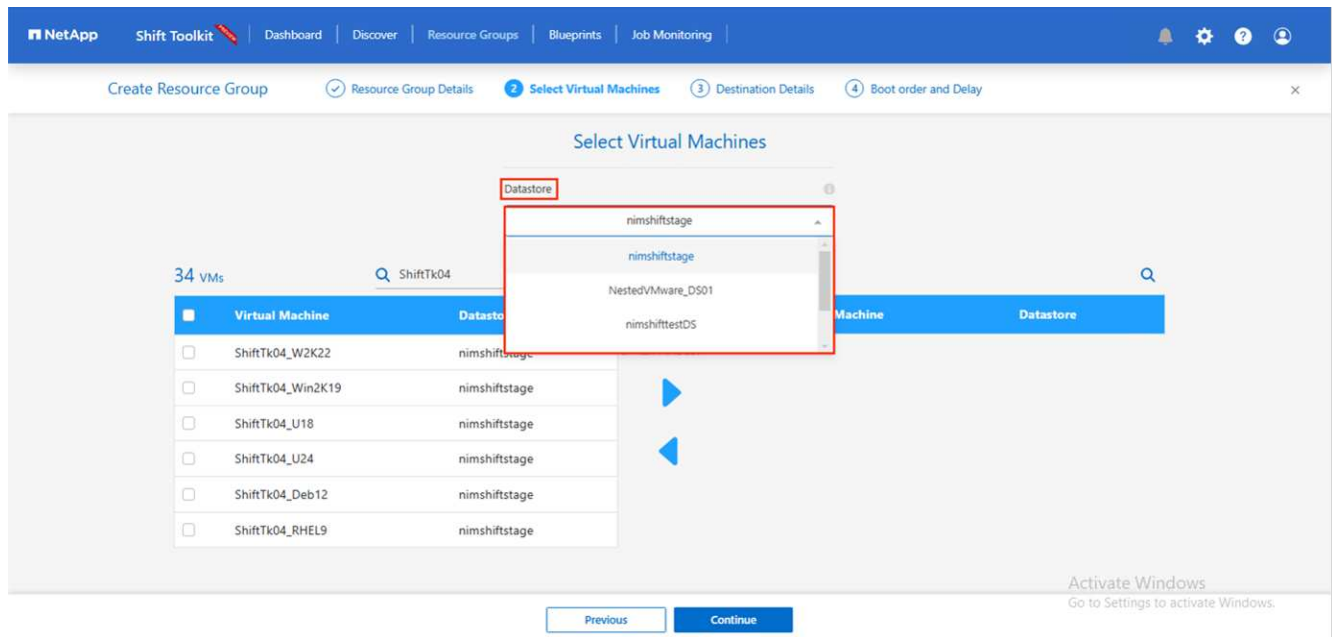 NetApp Shift Toolkit PREVIEW Dashboard Discover Resource Groups Blueprints Job Monitoring
Create Resource Group Resource Group Details 2 Select Virtual Machines 3 Destination Details 4 Boot order and Delay
Select Virtual Machines
Datastore
nimshiftstage
nimshiftstage
NestedVMware_DS01
nimshifttestDS
34 VMs ShiftTk04
Virtual Machine Datasto Machine Datastore
ShiftTk04_W2K22 nimshiftstage
ShiftTk04_Win2K19 nimshiftstage
ShiftTk04_U18 nimshiftstage
ShiftTk04_U24 nimshiftstage
ShiftTk04_Deb12 nimshiftstage
ShiftTk04_RHEL9 nimshiftstage
Activate Windows
Go to Settings to activate Windows.
Previous Continue